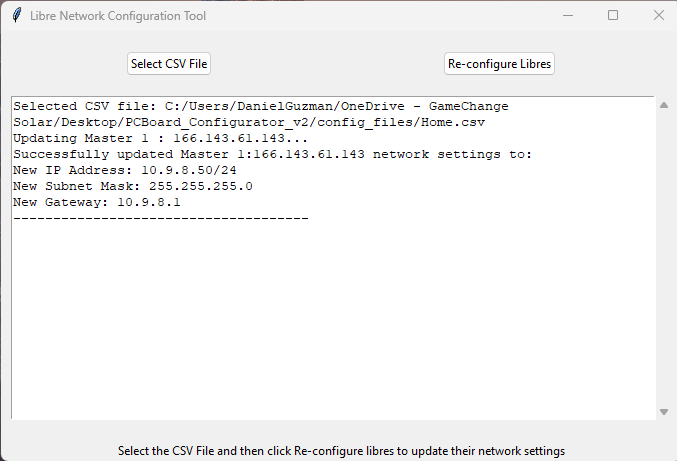 Libre Network Configuration Tool
Select CSV File
Re-configure Libres
Selected CSV file: C:/Users/DanielGuzman/OneDrive - GameChange
Solar/Desktop/PCBoard_Configurator_v2/config_files/Home.csv
Updating Master 1 : 166.143.61.143...
Successfully updated Master 1:166.143.61.143 network settings to:
New IP Address: 10.9.8.50/24
New Subnet Mask: 255.255.255.0
New Gateway: 10.9.8.1
-------------------------------------
Select the CSV File and then click Re-configure libres to update their network settings